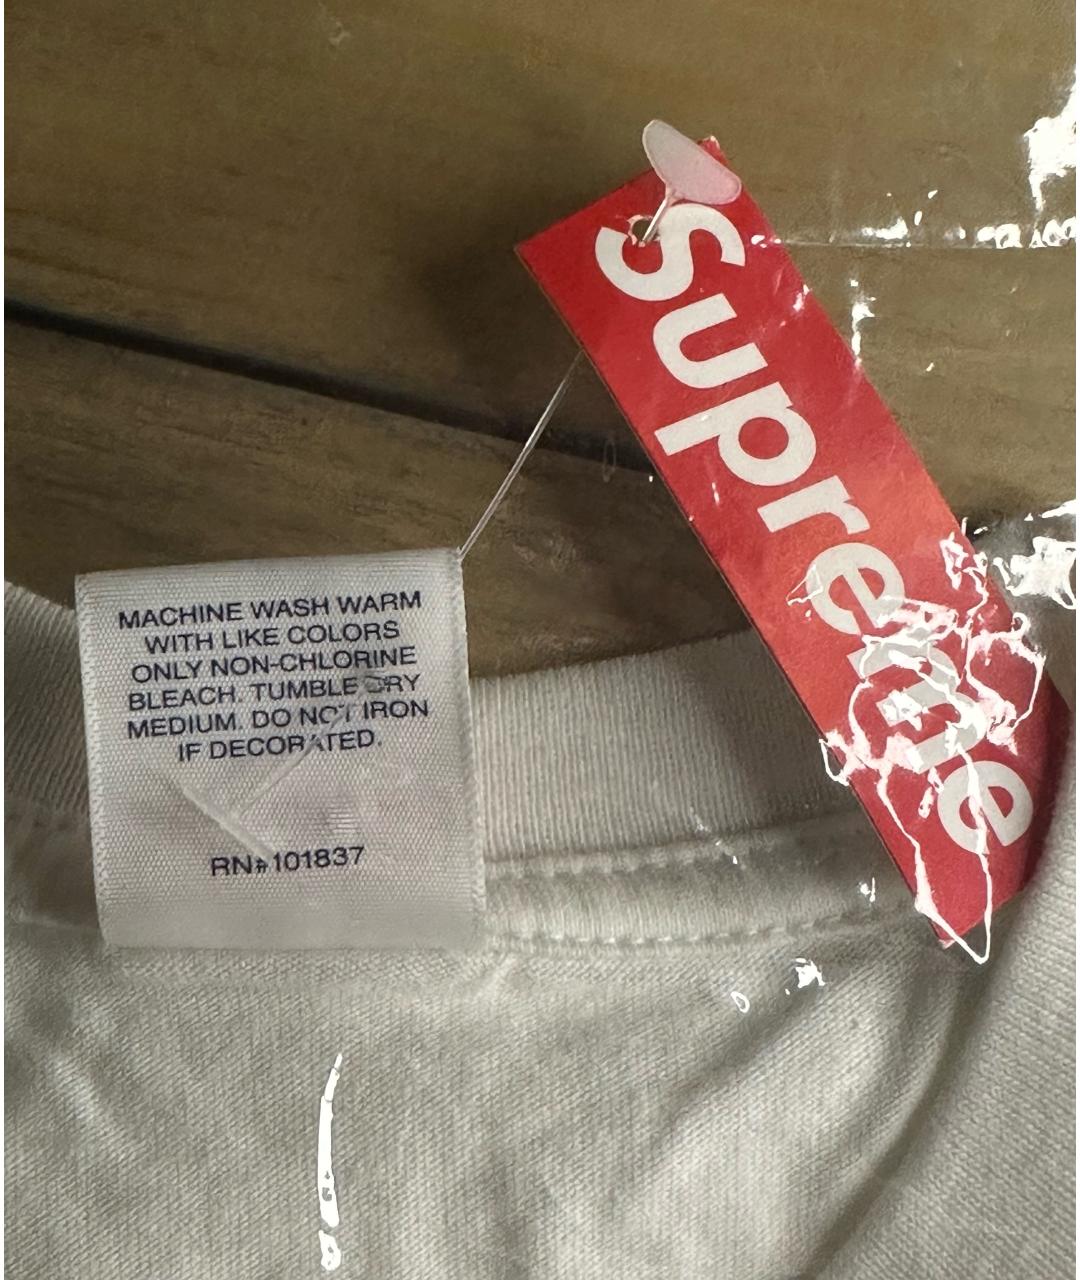 Supreme
MACHINE WASH WARM
WITH LIKE COLORS
ONLY NON-CHLORINE
BLEACH. TUMBLE DRY
MEDIUM. DO NOT IRON
IF DECORATED.
RN#101837